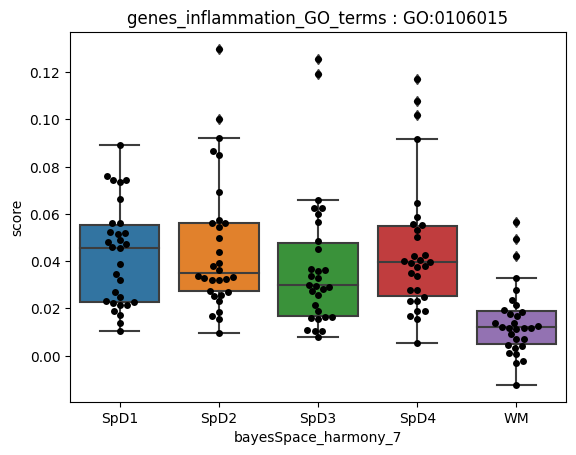 genes_inflammation_GO_terms : GO:0106015
score
0.12
0.10
0.08
0.06
0.04
0.02
0.00
SpD1 SpD2 SpD3 SpD4 WM
bayesSpace_harmony_7